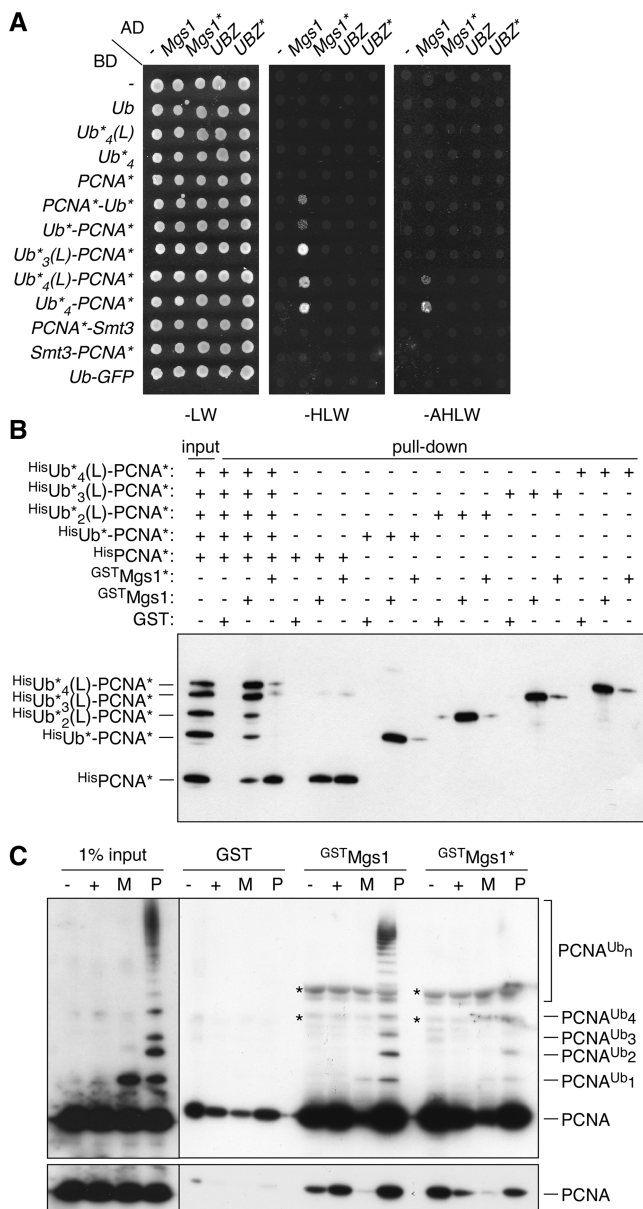 A
AD
BD
- Mgs1 Mgs1* UBZ UBZ*
- Mgs1 Mgs1* UBZ UBZ*
- Mgs1 Mgs1* UBZ UBZ*
-
Ub
Ub*4(L)
Ub*4
PCNA*
PCNA*-Ub*
Ub*-PCNA*
Ub*3(L)-PCNA*
Ub*4(L)-PCNA*
Ub*4-PCNA*
PCNA*-Smt3
Smt3-PCNA*
Ub-GFP
-LW -HLW -AHLW
B
input pull-down
HisUb*4(L)-PCNA*: + + + + - - - - - - - - - - - - + + +
HisUb*3(L)-PCNA*: + + + + - - - - - - - - - + + + - - -
HisUb*2(L)-PCNA*: + + + + - - - - - - + + + - - - - - -
HisUb*-PCNA*: + + + + - - - + + + - - - - - - - - -
HisPCNA*: + + + + + + + - - - - - - - - - - - -
GSTMgs1*: - - - + - - + - - + - - + - - + - - +
GSTMgs1: - - + - - + - - + - - + - - + - - + -
GST: - + - - + - - + - - + - - + - - + - -
HisUb*4(L)-PCNA*
HisUb*3(L)-PCNA*
HisUb*2(L)-PCNA*
HisUb*-PCNA*
HisPCNA*
C
1% input GST GSTMgs1 GSTMgs1*
- + M P - + M P - + M P - + M P
PCNAUbn
* *
* *
PCNAUb4
PCNAUb3
PCNAUb2
PCNAUb1
PCNA
PCNA